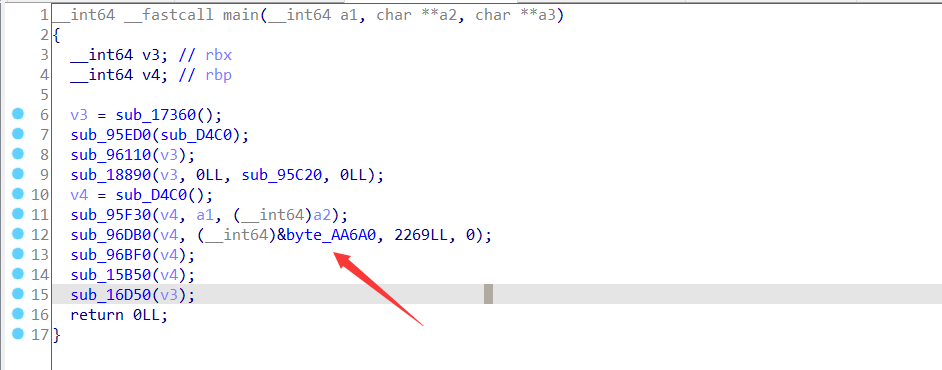 1 __int64 __fastcall main(__int64 a1, char **a2, char **a3)
2 {
3 __int64 v3; // rbx
4 __int64 v4; // rbp
5
6 v3 = sub_17360();
7 sub_95ED0(sub_D4C0);
8 sub_96110(v3);
9 sub_18890(v3, 0LL, sub_95C20, 0LL);
10 v4 = sub_D4C0();
11 sub_95F30(v4, a1, (__int64)a2);
12 sub_96DB0(v4, (__int64)&byte_AA6A0, 2269LL, 0);
13 sub_96BF0(v4);
14 sub_15B50(v4);
15 sub_16D50(v3);
16 return 0LL;
17 }